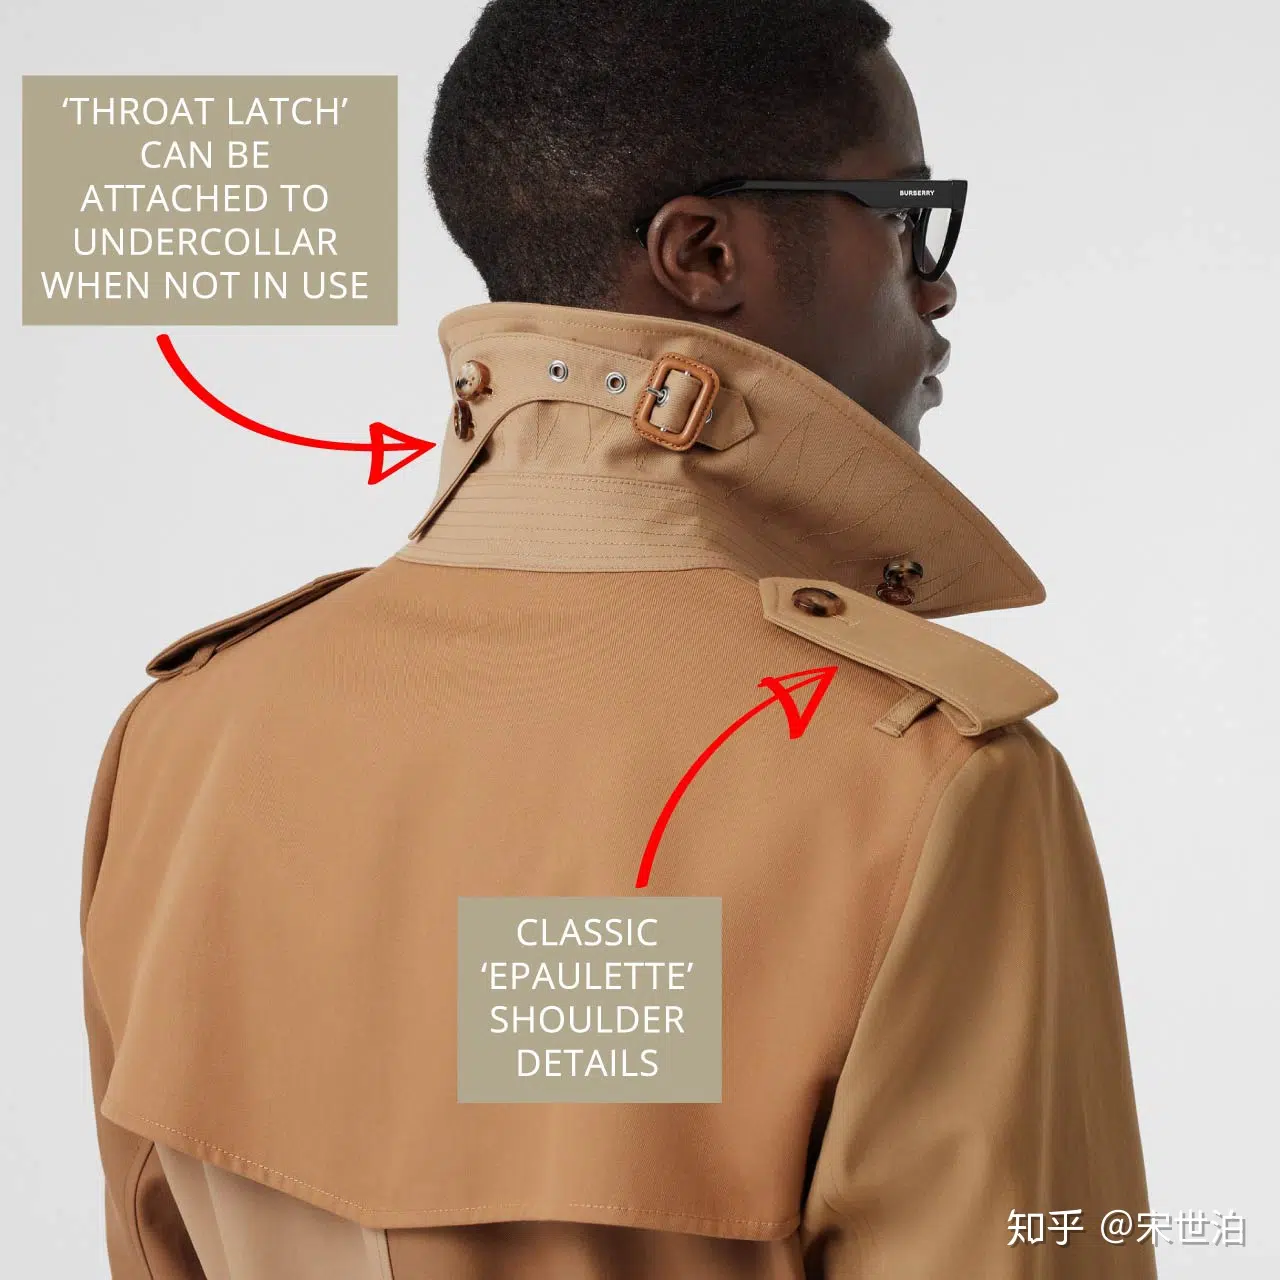 ‘THROAT LATCH’
CAN BE
ATTACHED TO
UNDERCOLLAR
WHEN NOT IN USE
BURBERRY
CLASSIC
‘EPAULETTE’
SHOULDER
DETAILS
知乎 @宋世泊